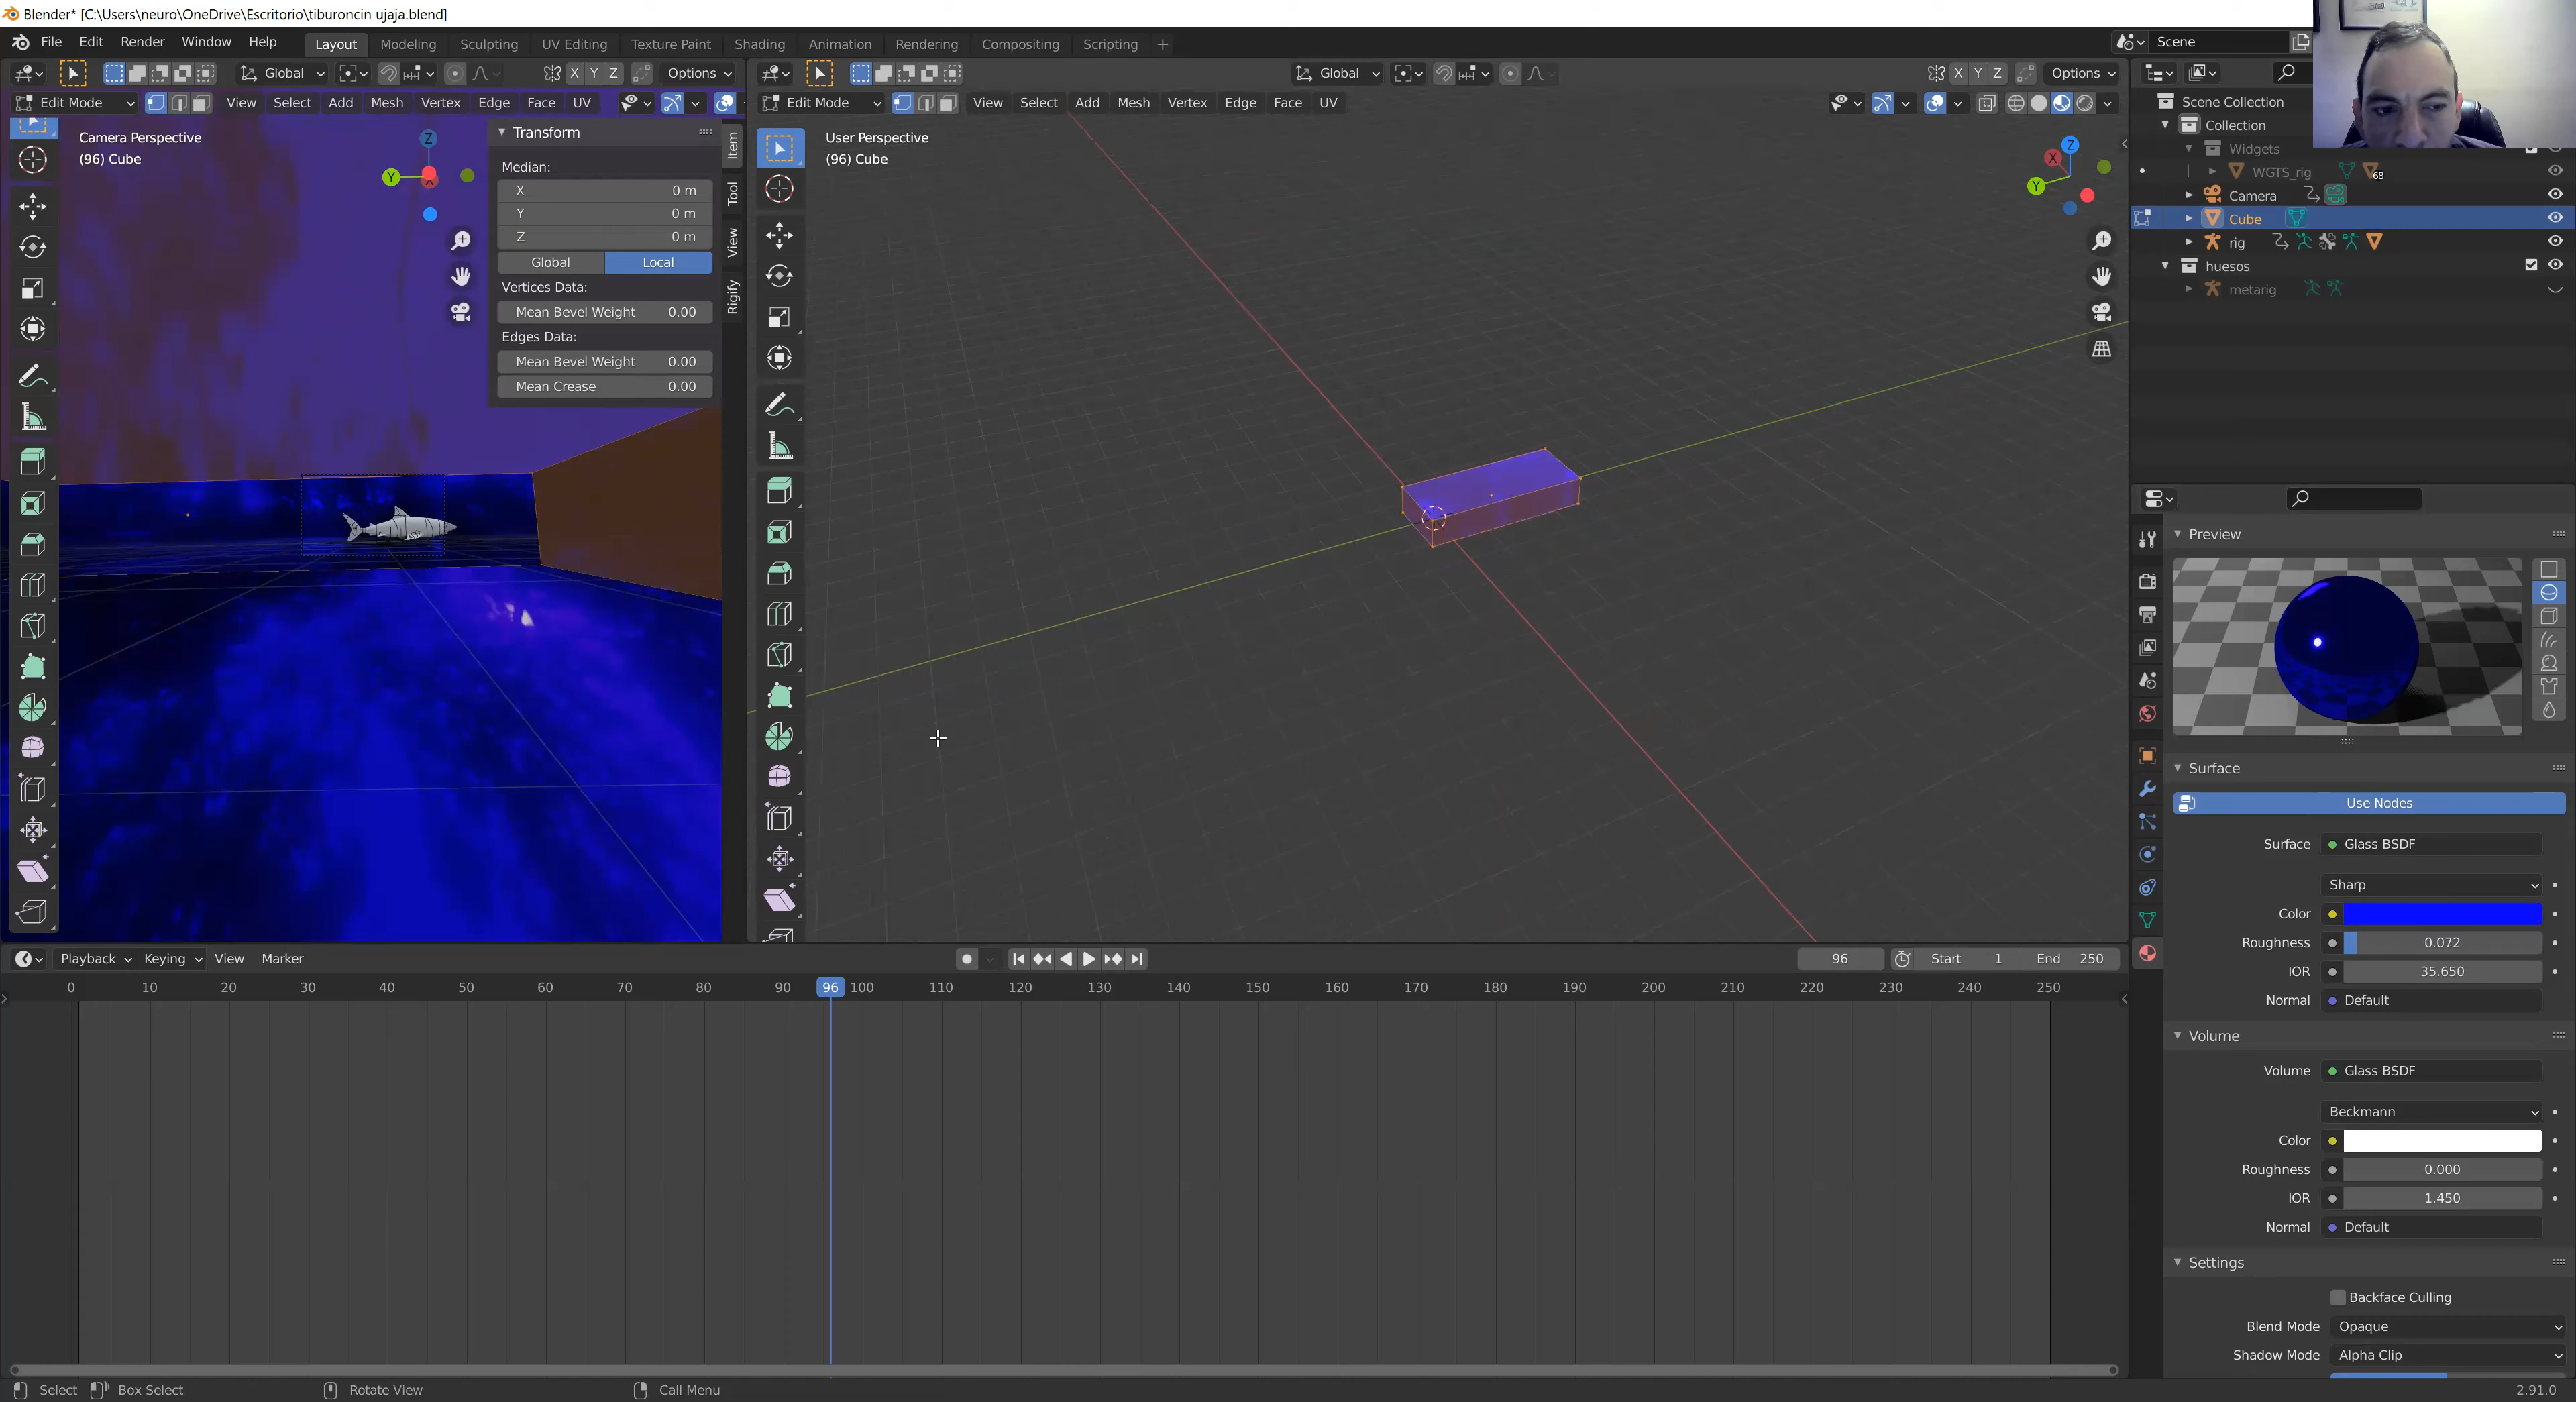 Blender* [C:\Users\neuro\OneDrive\Escritorio\tiburoncin ujaja.blend]
File Edit Render Window Help Layout Modeling Sculpting UV Editing Texture Paint Shading Animation Rendering Compositing Scripting + Scene
Global X Y Z Options
Global X Y Z Options
Edit Mode View Select Add Mesh Vertex Edge Face UV
Edit Mode View Select Add Mesh Vertex Edge Face UV
Camera Perspective
(96) Cube
Z
Y
X
Transform
Median:
X 0 m
Y 0 m
Z 0 m
Global Local
Vertices Data:
Mean Bevel Weight 0.00
Edges Data:
Mean Bevel Weight 0.00
Mean Crease 0.00
Item
Tool
View
Rigify
User Perspective
(96) Cube
Z
X
Y
Scene Collection
Collection
Widgets
WGTS_rig 68
Camera
Cube
rig
huesos
metarig
Preview
Surface
Use Nodes
Surface Glass BSDF
Sharp
Color
Roughness 0.072
IOR 35.650
Normal Default
Volume
Volume Glass BSDF
Beckmann
Color
Roughness 0.000
IOR 1.450
Normal Default
Settings
Backface Culling
Blend Mode Opaque
Shadow Mode Alpha Clip
Playback Keying View Marker 96 Start 1 End 250
0 10 20 30 40 50 60 70 80 90 96 100 110 120 130 140 150 160 170 180 190 200 210 220 230 240 250
Select Box Select Rotate View Call Menu 2.91.0